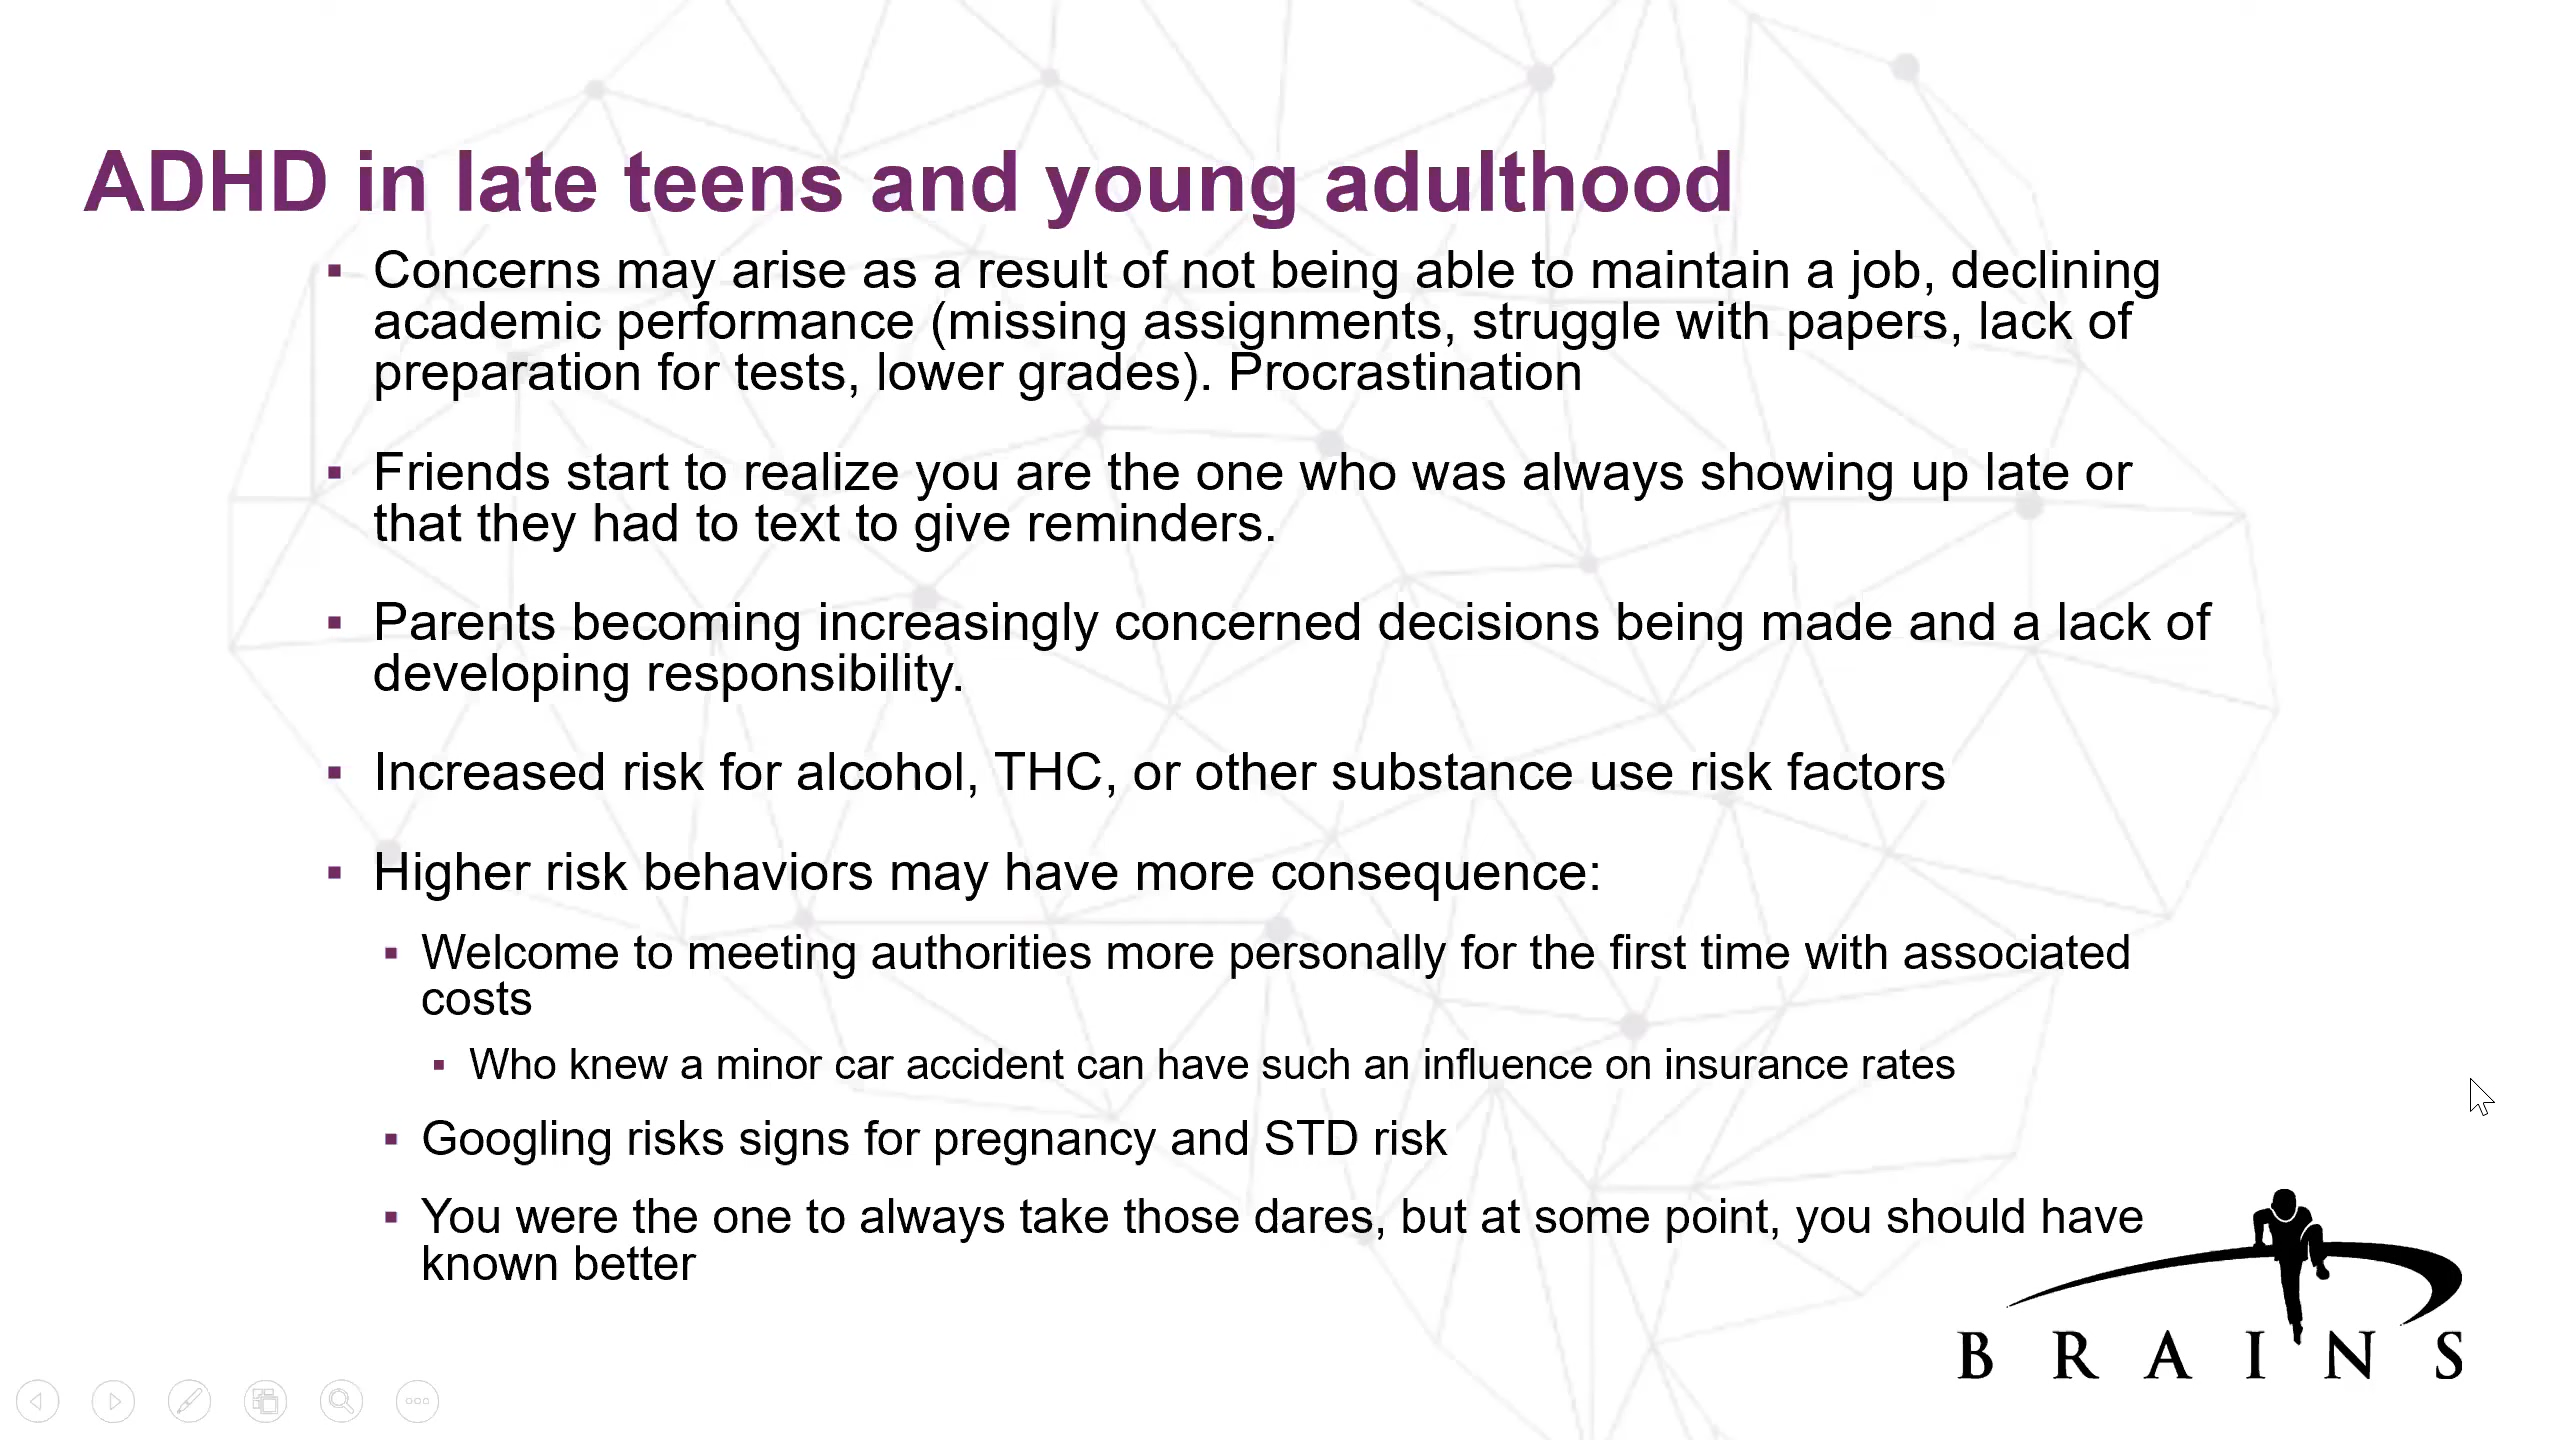 ADHD in late teens and young adulthood
▪ Concerns may arise as a result of not being able to maintain a job, declining
academic performance (missing assignments, struggle with papers, lack of
preparation for tests, lower grades). Procrastination
▪ Friends start to realize you are the one who was always showing up late or
that they had to text to give reminders.
▪ Parents becoming increasingly concerned decisions being made and a lack of
developing responsibility.
▪ Increased risk for alcohol, THC, or other substance use risk factors
▪ Higher risk behaviors may have more consequence:
▪ Welcome to meeting authorities more personally for the first time with associated
costs
▪ Who knew a minor car accident can have such an influence on insurance rates
▪ Googling risks signs for pregnancy and STD risk
▪ You were the one to always take those dares, but at some point, you should have
known better
BRAINS